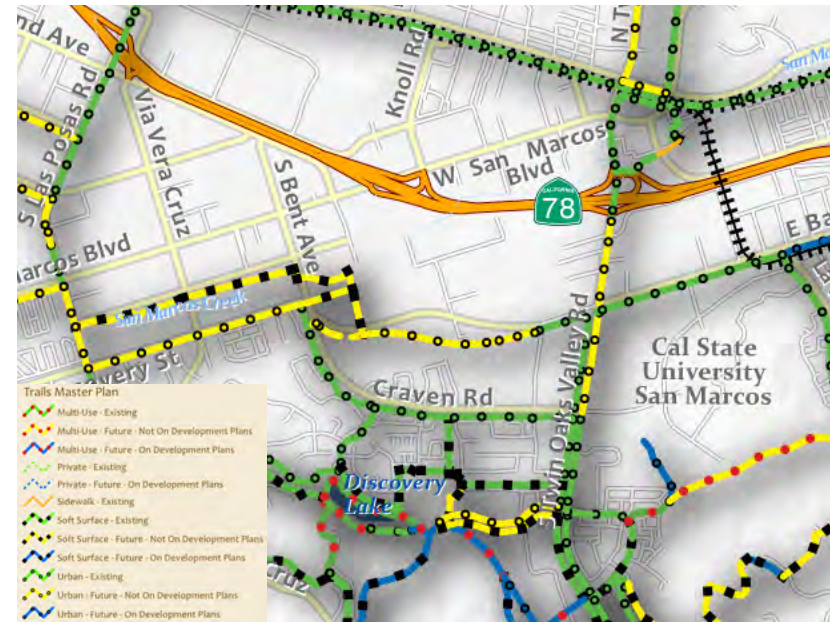 nd Ave
S Las Posas Rd
Via Vera Cruz
Knoll Rd
N T
San Ma
W San Marcos
Blvd
CALIFORNIA
78
S Bent Ave
E Ba
arcos Blvd
San Marcos Creek
overy St
S Twin Oaks Valley Rd
Cal State
University
San Marcos
Craven Rd
Discovery
Lake
cruz
Trails Master Plan
Multi-Use - Existing
Multi-Use - Future - Not On Development Plans
Multi-Use - Future - On Development Plans
Private - Existing
Private - Future - On Development Plans
Sidewalk - Existing
Soft Surface - Existing
Soft Surface - Future - Not On Development Plans
Soft Surface - Future - On Development Plans
Urban - Existing
Urban - Future - Not On Development Plans
Urban - Future - On Development Plans